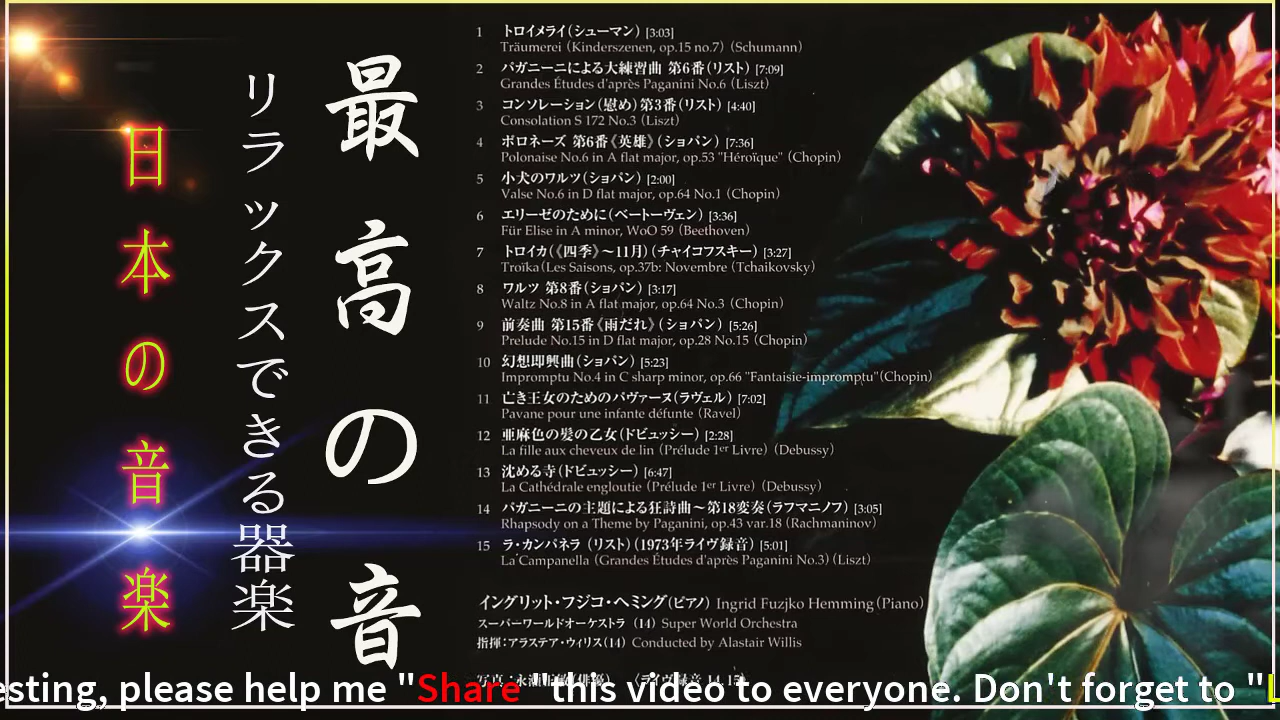 日本の音楽
リラックスできる器楽
最高の音
1 トロイメライ（シューマン）[3:03]
Träumerei (Kinderszenen, op.15 no.7) (Schumann)
2 パガニーニによる大練習曲 第6番（リスト）[7:09]
Grandes Études d'après Paganini No.6 (Liszt)
3 コンソレーション（慰め）第3番（リスト）[4:40]
Consolation S 172 No.3 (Liszt)
4 ポロネーズ 第6番《英雄》（ショパン）[7:36]
Polonaise No.6 in A flat major, op.53 "Héroïque" (Chopin)
5 小犬のワルツ（ショパン）[2:00]
Valse No.6 in D flat major, op.64 No.1 (Chopin)
6 エリーゼのために（ベートーヴェン）[3:36]
Für Elise in A minor, WoO 59 (Beethoven)
7 トロイカ（《四季》〜11月）（チャイコフスキー）[3:27]
Troïka (Les Saisons, op.37b: Novembre (Tchaikovsky)
8 ワルツ 第8番（ショパン）[3:17]
Waltz No.8 in A flat major, op.64 No.3 (Chopin)
9 前奏曲 第15番《雨だれ》（ショパン）[5:26]
Prelude No.15 in D flat major, op.28 No.15 (Chopin)
10 幻想即興曲（ショパン）[5:23]
Impromptu No.4 in C sharp minor, op.66 "Fantaisie-impromptu" (Chopin)
11 亡き王女のためのパヴァーヌ（ラヴェル）[7:02]
Pavane pour une infante défunte (Ravel)
12 亜麻色の髪の乙女（ドビュッシー）[2:28]
La fille aux cheveux de lin (Prélude 1er Livre) (Debussy)
13 沈める寺（ドビュッシー）[6:47]
La Cathédrale engloutie (Prélude 1er Livre) (Debussy)
14 パガニーニの主題による狂詩曲〜第18変奏（ラフマニノフ）[3:05]
Rhapsody on a Theme by Paganini, op.43 var.18 (Rachmaninov)
15 ラ・カンパネラ（リスト）（1973年ライヴ録音）[5:01]
La Campanella (Grandes Études d'après Paganini No.3) (Liszt)
イングリット・フジコ・ヘミング（ピアノ）Ingrid Fuzjko Hemming (Piano)
スーパーワールドオーケストラ（14）Super World Orchestra
指揮：アラステア・ウィリス（14）Conducted by Alastair Willis
esting, please help me "Share" this video to everyone. Don't forget to "L